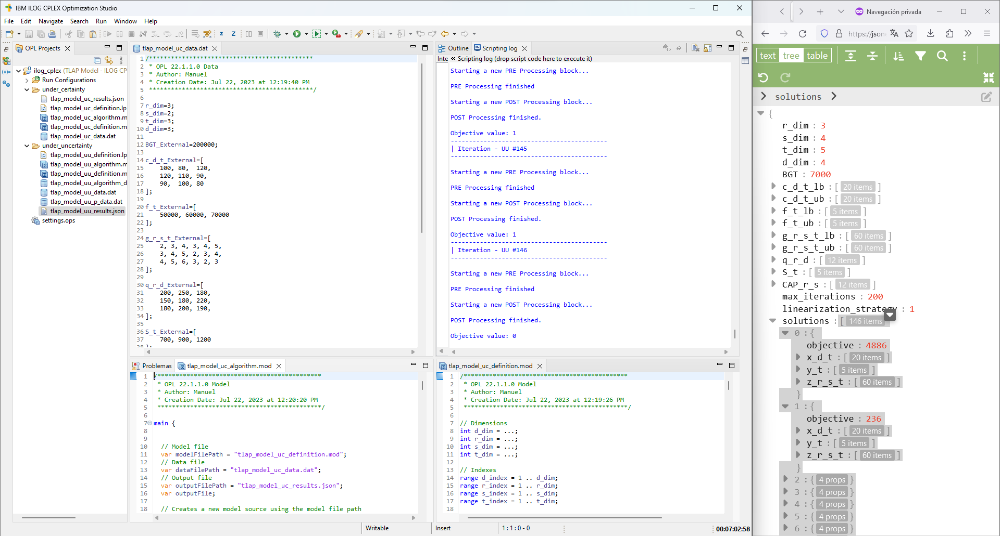 IBM ILOG CPLEX Optimization Studio
File Edit Navigate Search Run Window Help
OPL Projects
ilog_cplex (TLAP Model - ILOG CP
Run Configurations
under_certainty
tlap_model_uc_results.json
tlap_model_uc_definition.lp
tlap_model_uc_algorithm.m
tlap_model_uc_definition.m
tlap_model_uc_data.dat
under_uncertainty
tlap_model_uu_definition.lp
tlap_model_uu_algorithm.m
tlap_model_uu_definition.m
tlap_model_uu_algorithm_d
tlap_model_uu_data.dat
tlap_model_uu_p_data.dat
tlap_model_uu_results.json
settings.ops
tlap_model_uc_data.dat
1 /*********************************************
2 * OPL 22.1.1.0 Data
3 * Author: Manuel
4 * Creation Date: Jul 22, 2023 at 12:19:40 PM
5 *********************************************/
6
7 r_dim=3;
8 s_dim=2;
9 t_dim=3;
10 d_dim=3;
11
12 BGT_External=200000;
13
14 c_d_t_External=[
15 100, 80, 120,
16 120, 110, 90,
17 90, 100, 80
18 ];
19
20 f_t_External=[
21 50000, 60000, 70000
22 ];
23
24 g_r_s_t_External=[
25 2, 3, 4, 3, 4, 5,
26 3, 4, 5, 2, 3, 4,
27 4, 5, 6, 3, 2, 3
28 ];
29
30 q_r_d_External=[
31 200, 250, 180,
32 150, 180, 220,
33 180, 200, 190,
34 ];
35
36 S_t_External=[
37 700, 900, 1200
38 ];
Outline Scripting log
Inte « Scripting log (drop script code here to execute it)
Starting a new PRE Processing block...
PRE Processing finished
Starting a new POST Processing block...
POST Processing finished.
Objective value: 1
-------------------------------------------
| Iteration - UU #145
-------------------------------------------
Starting a new PRE Processing block...
PRE Processing finished
Starting a new POST Processing block...
POST Processing finished.
Objective value: 1
-------------------------------------------
| Iteration - UU #146
-------------------------------------------
Starting a new PRE Processing block...
PRE Processing finished
Starting a new POST Processing block...
POST Processing finished.
Objective value: 0
Problemas tlap_model_uc_algorithm.mod
1 /*********************************************
2 * OPL 22.1.1.0 Model
3 * Author: Manuel
4 * Creation Date: Jul 22, 2023 at 12:20:20 PM
5 *********************************************/
6
7 main {
8
9
10 // Model file
11 var modelFilePath = "tlap_model_uc_definition.mod";
12 // Data file
13 var dataFilePath = "tlap_model_uc_data.dat";
14 // Output file
15 var outputFilePath = "tlap_model_uc_results.json";
16 var outputFile;
17
18 // Creates a new model source using the model file path
tlap_model_uc_definition.mod
1 /*********************************************
2 * OPL 22.1.1.0 Model
3 * Author: Manuel
4 * Creation Date: Jul 22, 2023 at 12:19:26 PM
5 *********************************************/
6
7 // Dimensions
8 int d_dim = ...;
9 int r_dim = ...;
10 int s_dim = ...;
11 int t_dim = ...;
12
13 // Indexes
14 range d_index = 1 .. d_dim;
15 range r_index = 1 .. r_dim;
16 range s_index = 1 .. s_dim;
17 range t_index = 1 .. t_dim;
18
Writable Insert 1 : 1 : 0 - 0 00:07:02:58
Navegación privada
https://json
text tree table
solutions
{
r_dim : 3
s_dim : 4
t_dim : 5
d_dim : 4
BGT : 7000
c_d_t_lb : [ 20 items ]
c_d_t_ub : [ 20 items ]
f_t_lb : [ 5 items ]
f_t_ub : [ 5 items ]
g_r_s_t_lb : [ 60 items ]
g_r_s_t_ub : [ 60 items ]
q_r_d : [ 12 items ]
S_t : [ 5 items ]
CAP_r_s : [ 12 items ]
max_iterations : 200
linearization_strategy : 1
solutions : [ 146 items
0 : {
objective : 4886
x_d_t : [ 20 items ]
y_t : [ 5 items ]
z_r_s_t : [ 60 items ]
}
1 : {
objective : 236
x_d_t : [ 20 items ]
y_t : [ 5 items ]
z_r_s_t : [ 60 items ]
}
2 : { 4 props }
3 : { 4 props }
4 : { 4 props }
5 : { 4 props }
6 : { 4 props }